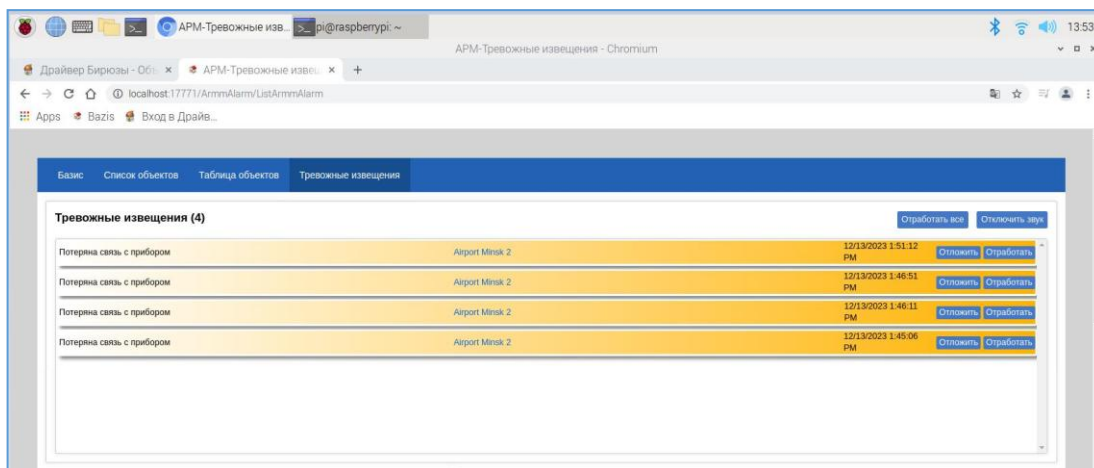 АРМ-Тревожные изв... pi@raspberrypi: ~ 13:53
АРМ-Тревожные извещения - Chromium
Драйвер Бирюзы - Объ АРМ-Тревожные извещ
localhost:17771/ArmmAlarm/ListArmmAlarm
Apps Bazis Вход в Драйв...
Базис Список объектов Таблица объектов Тревожные извещения
Тревожные извещения (4) Отработать все Отключить звук
Потеряна связь с прибором Airport Minsk 2 12/13/2023 1:51:12 PM Отложить Отработать
Потеряна связь с прибором Airport Minsk 2 12/13/2023 1:46:51 PM Отложить Отработать
Потеряна связь с прибором Airport Minsk 2 12/13/2023 1:46:11 PM Отложить Отработать
Потеряна связь с прибором Airport Minsk 2 12/13/2023 1:45:06 PM Отложить Отработать